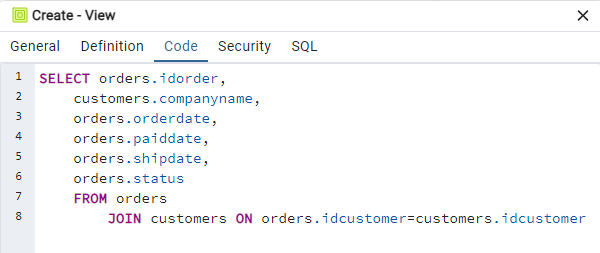 Create - View
General Definition Code Security SQL
1 SELECT orders.idorder,
2 customers.companyname,
3 orders.orderdate,
4 orders.paiddate,
5 orders.shipdate,
6 orders.status
7 FROM orders
8 JOIN customers ON orders.idcustomer=customers.idcustomer